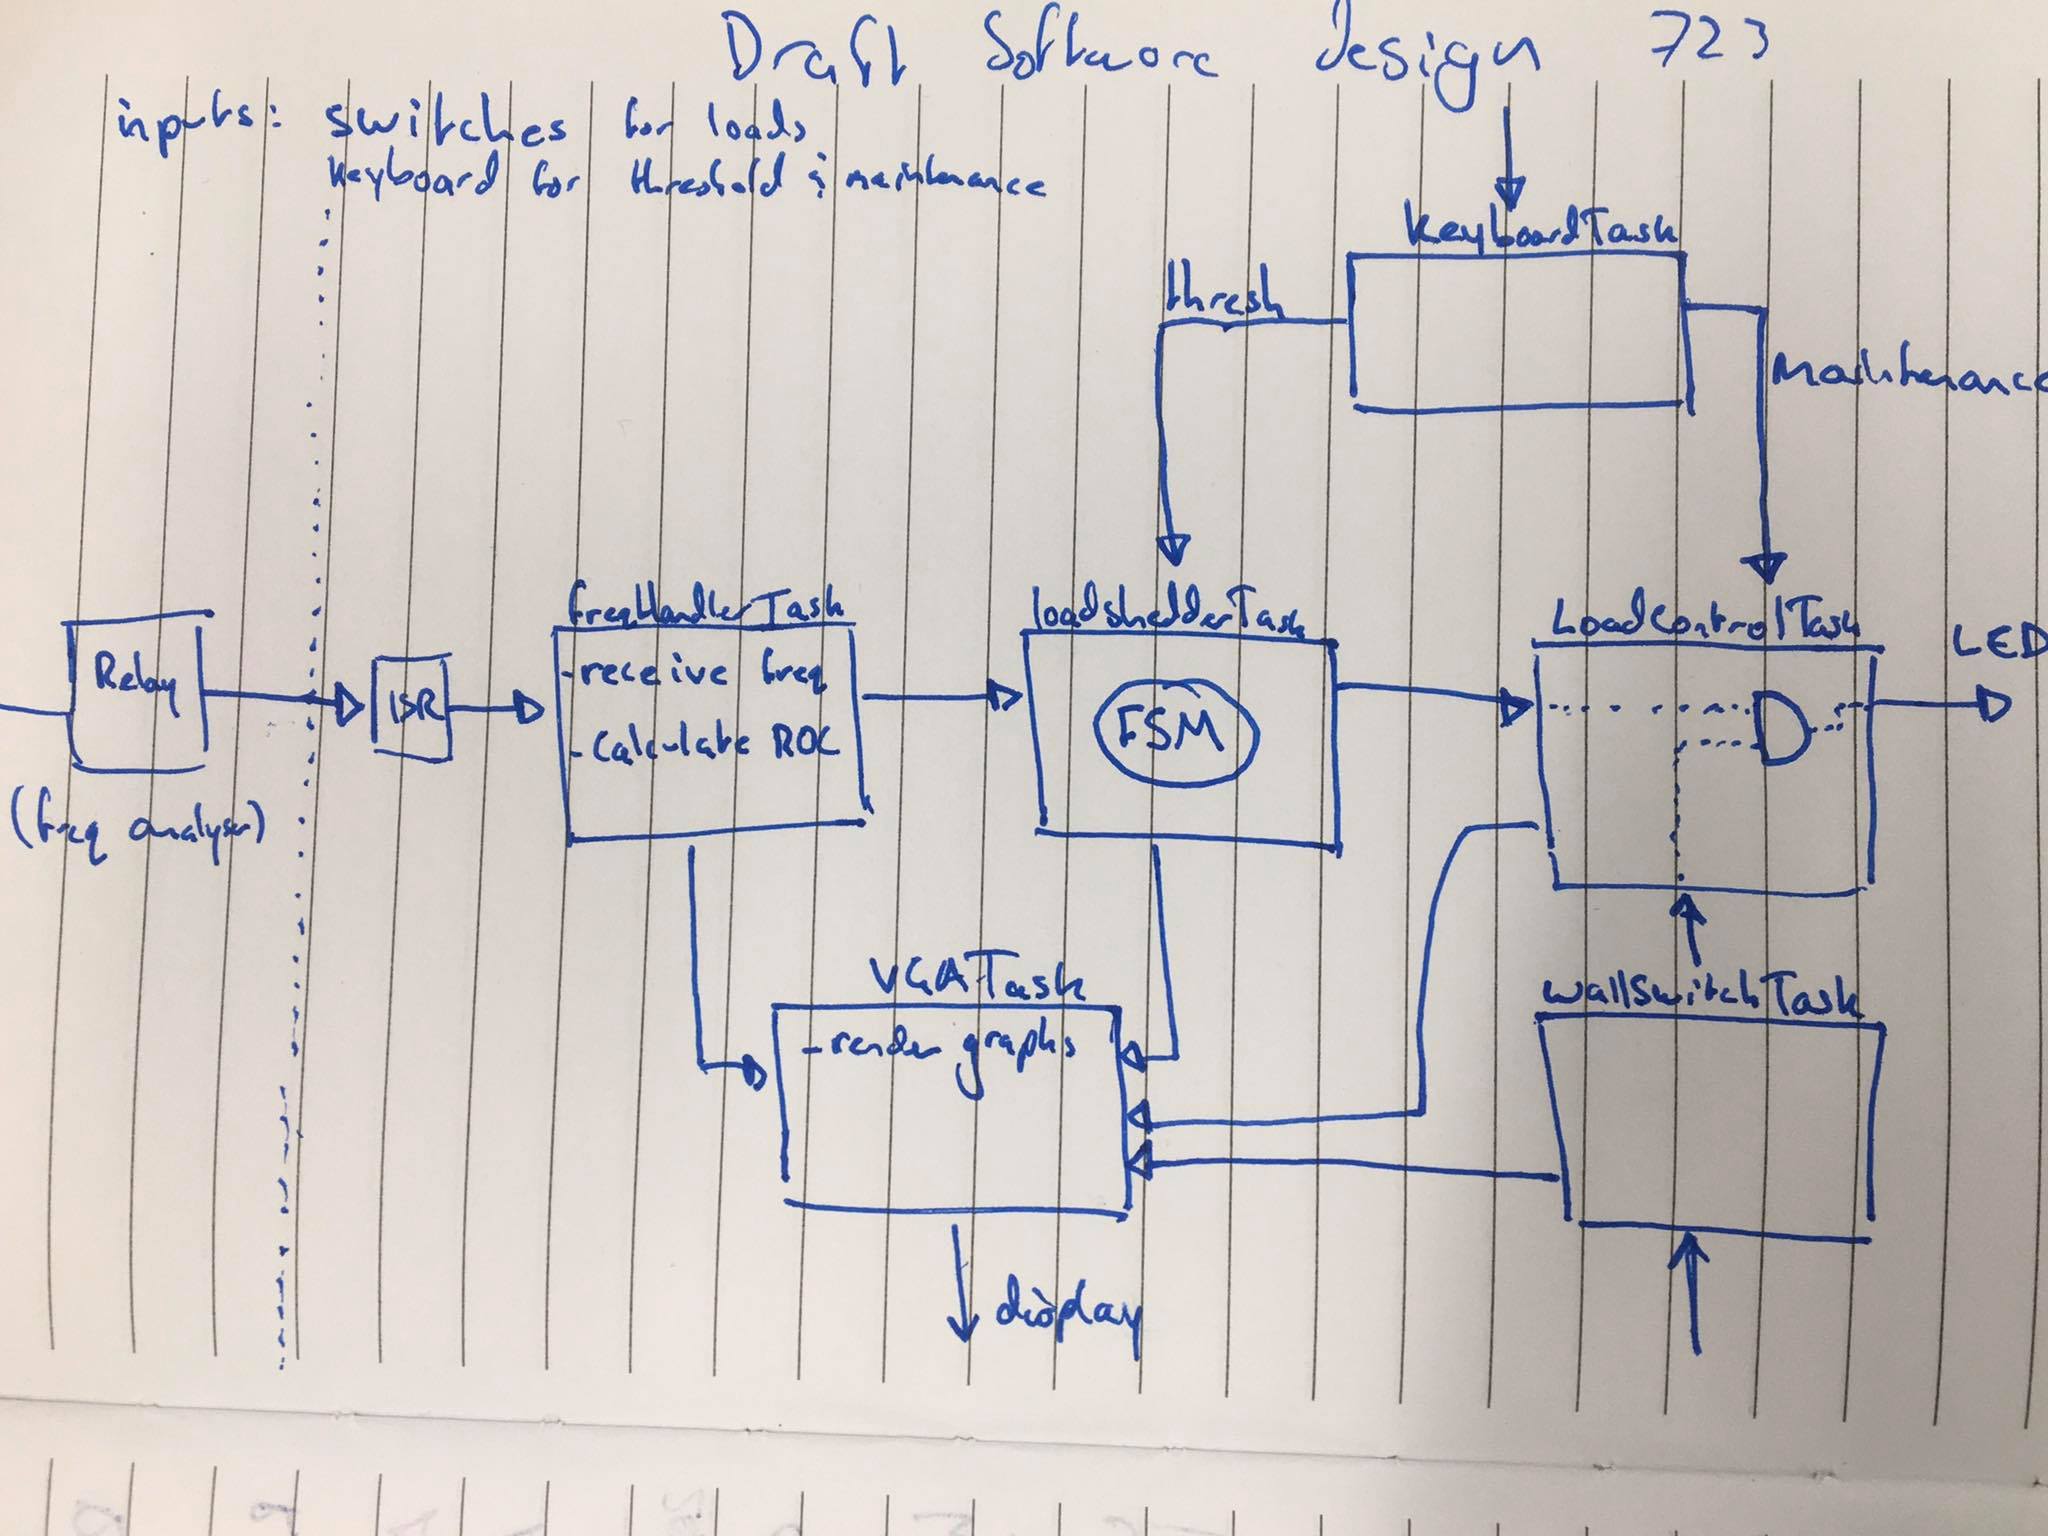 Draft Software Design 723
inputs: switches for loads
Keyboard for threshold & maintenance
KeyboardTask
thresh
Maintenance
freqHandlerTask
loadshedderTask
LoadControlTask
LED
Relay
ISR
-receive freq
-Calculate ROC
FSM
(freq analyser)
VGATask
-render graphs
wallSwitchTask
display